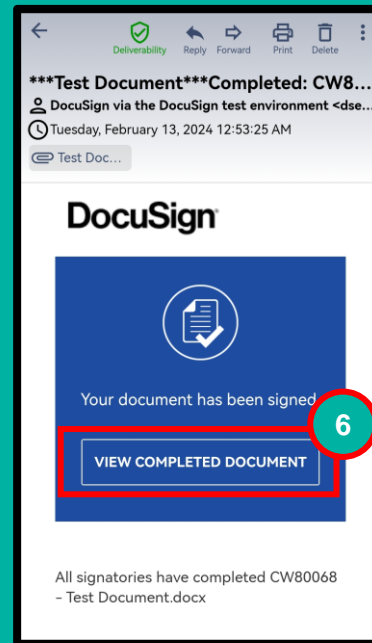 Deliverability Reply Forward Print Delete
***Test Document***Completed: CW8...
DocuSign via the DocuSign test environment <dse...
Tuesday, February 13, 2024 12:53:25 AM
Test Doc...
DocuSign
Your document has been signed
6
VIEW COMPLETED DOCUMENT
All signatories have completed CW80068
- Test Document.docx